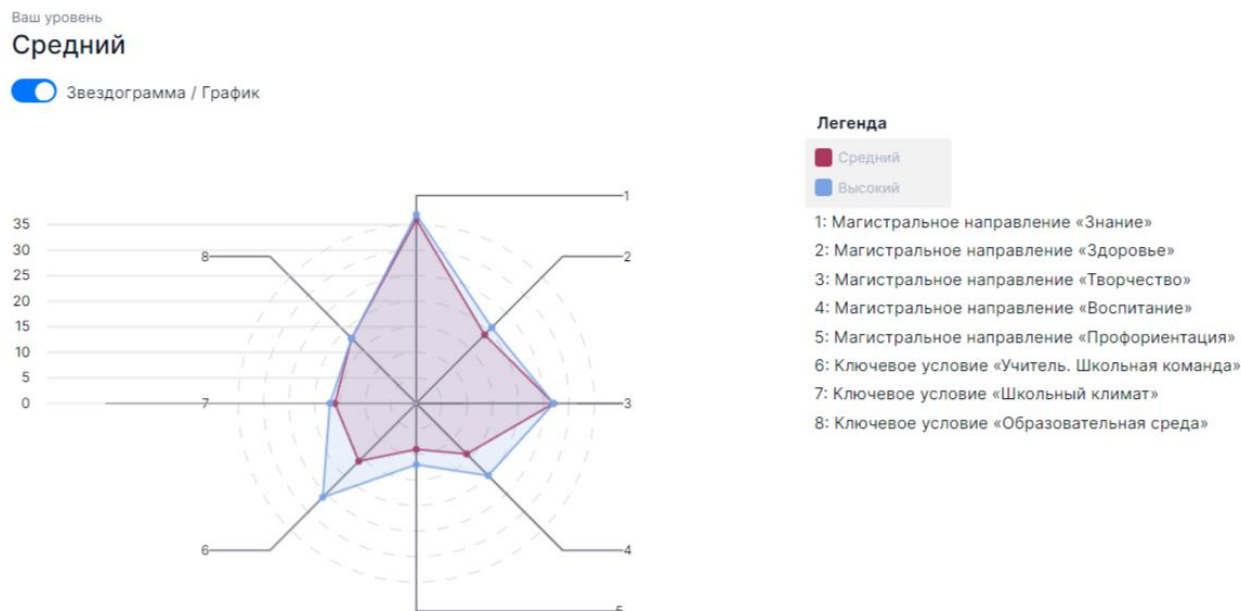 Ваш уровень
Средний
Звездограмма / График
35
30
25
20
15
10
5
0
1
2
3
4
5
6
7
8
Легенда
Средний
Высокий
1: Магистральное направление «Знание»
2: Магистральное направление «Здоровье»
3: Магистральное направление «Творчество»
4: Магистральное направление «Воспитание»
5: Магистральное направление «Профориентация»
6: Ключевое условие «Учитель. Школьная команда»
7: Ключевое условие «Школьный климат»
8: Ключевое условие «Образовательная среда»